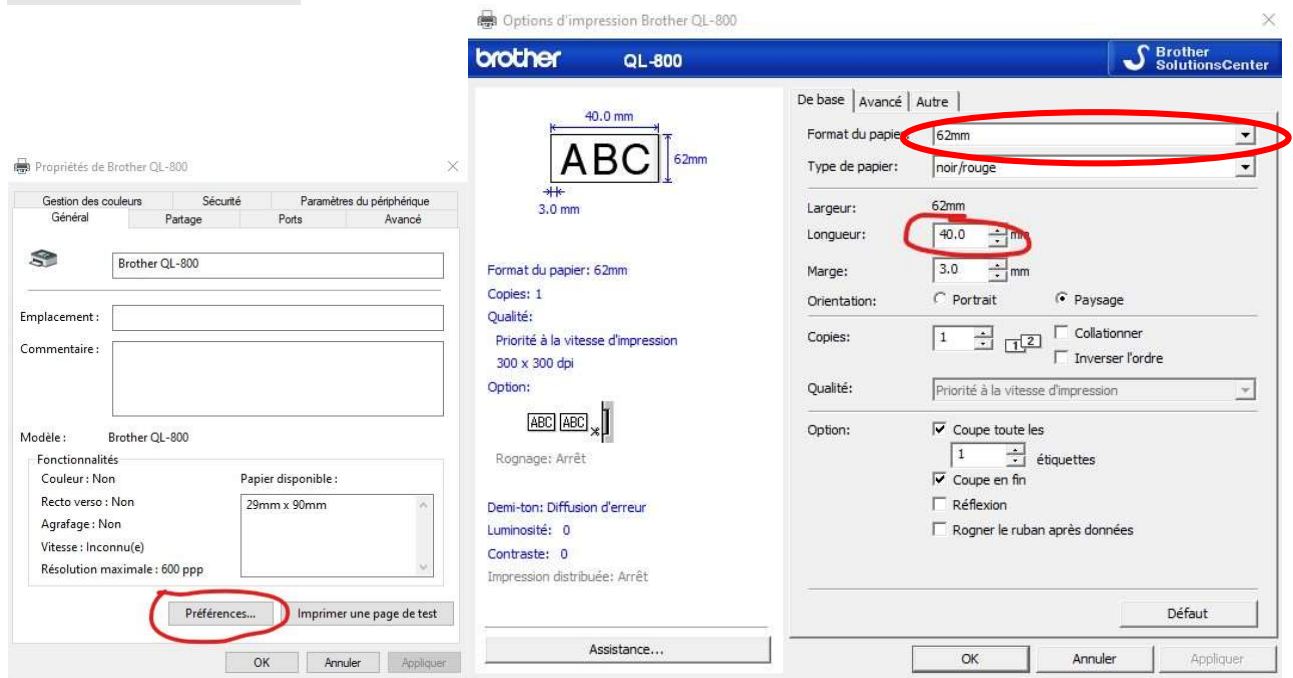 Propriétés de Brother QL-800
Gestion des couleurs Sécurité Paramètres du périphérique
Général Partage Ports Avancé
Brother QL-800
Emplacement :
Commentaire :
Modèle : Brother QL-800
Fonctionnalités
Couleur : Non Papier disponible :
Recto verso : Non 29mm x 90mm
Agrafage : Non
Vitesse : Inconnu(e)
Résolution maximale : 600 ppp
Préférences... Imprimer une page de test
OK Annuler Appliquer
Options d'impression Brother QL-800
brother QL-800 Brother
SolutionsCenter
40.0 mm
ABC 62mm
3.0 mm
Format du papier: 62mm
Copies: 1
Qualité:
Priorité à la vitesse d'impression
300 x 300 dpi
Option:
ABC ABC
Rognage: Arrêt
Demi-ton: Diffusion d'erreur
Luminosité: 0
Contraste: 0
Impression distribuée: Arrêt
Assistance...
De base Avancé Autre
Format du papier: 62mm
Type de papier: noir/rouge
Largeur: 62mm
Longueur: 40.0 mm
Marge: 3.0 mm
Orientation: Portrait Paysage
Copies: 1 1 2 Collationner
Inverser l'ordre
Qualité: Priorité à la vitesse d'impression
Option: Coupe toute les
1 étiquettes
Coupe en fin
Réflexion
Rogner le ruban après données
Défaut
OK Annuler Appliquer